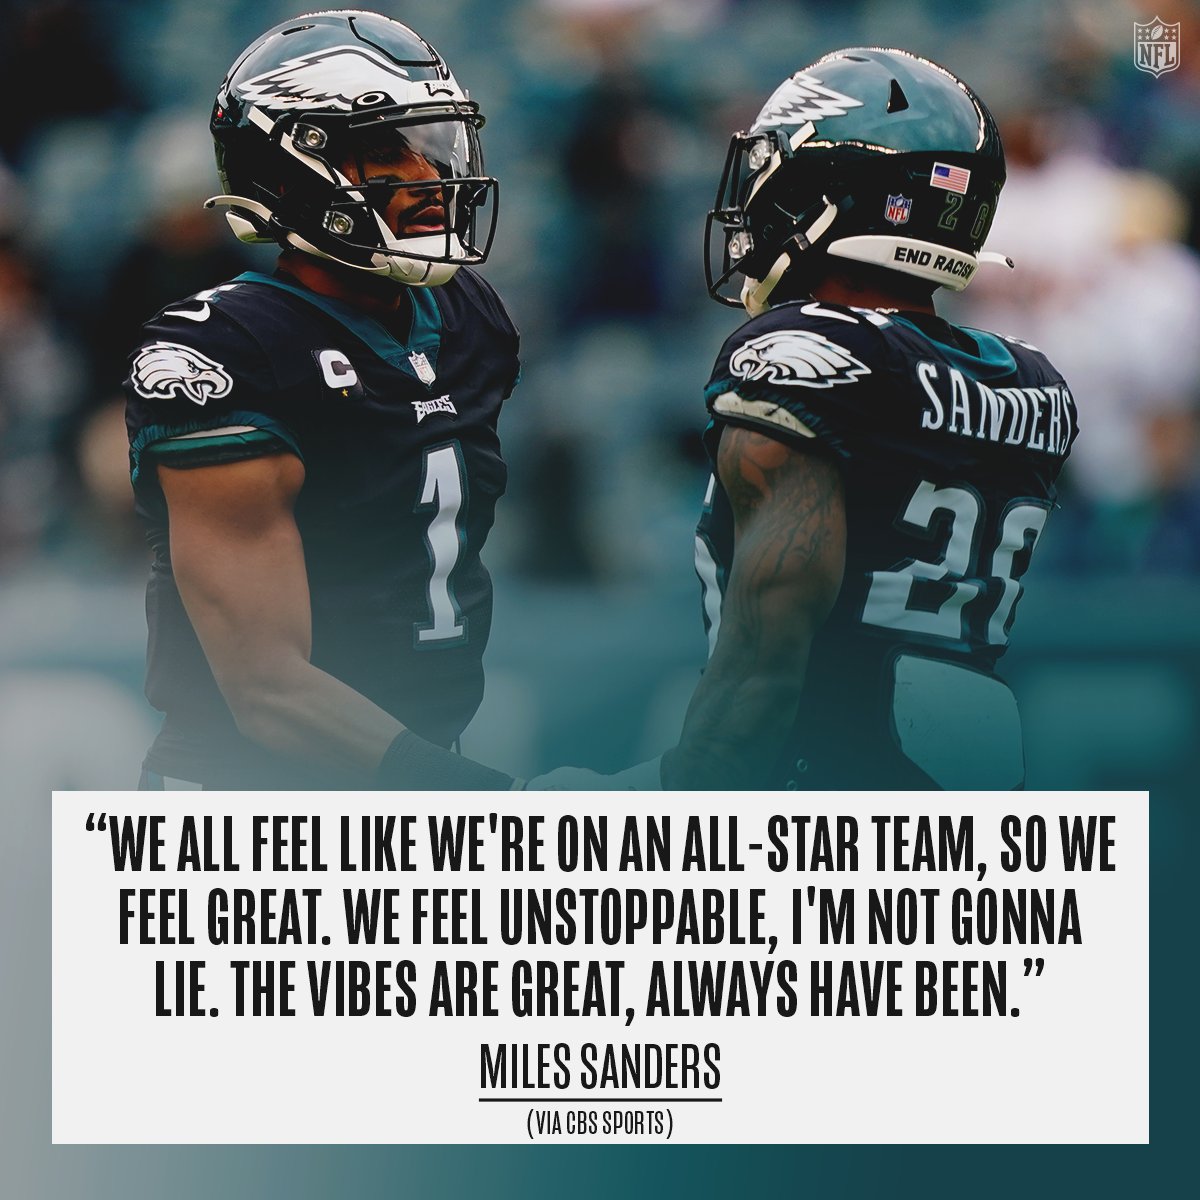 NFL
NFL
26
END RACISM
SANDERS
26
C
EAGLES
1
“WE ALL FEEL LIKE WE'RE ON AN ALL-STAR TEAM, SO WE
FEEL GREAT. WE FEEL UNSTOPPABLE, I'M NOT GONNA
LIE. THE VIBES ARE GREAT, ALWAYS HAVE BEEN.”
MILES SANDERS
(VIA CBS SPORTS)